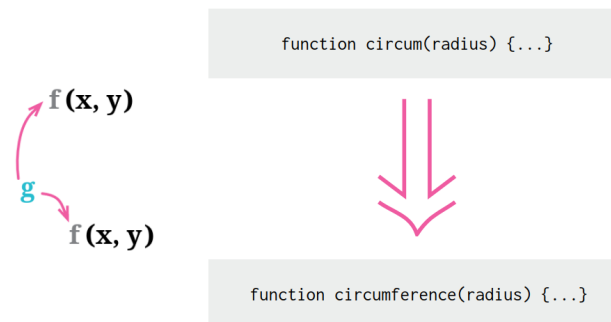 function circum(radius) {...}
f(x, y)
g
f(x, y)
function circumference(radius) {...}